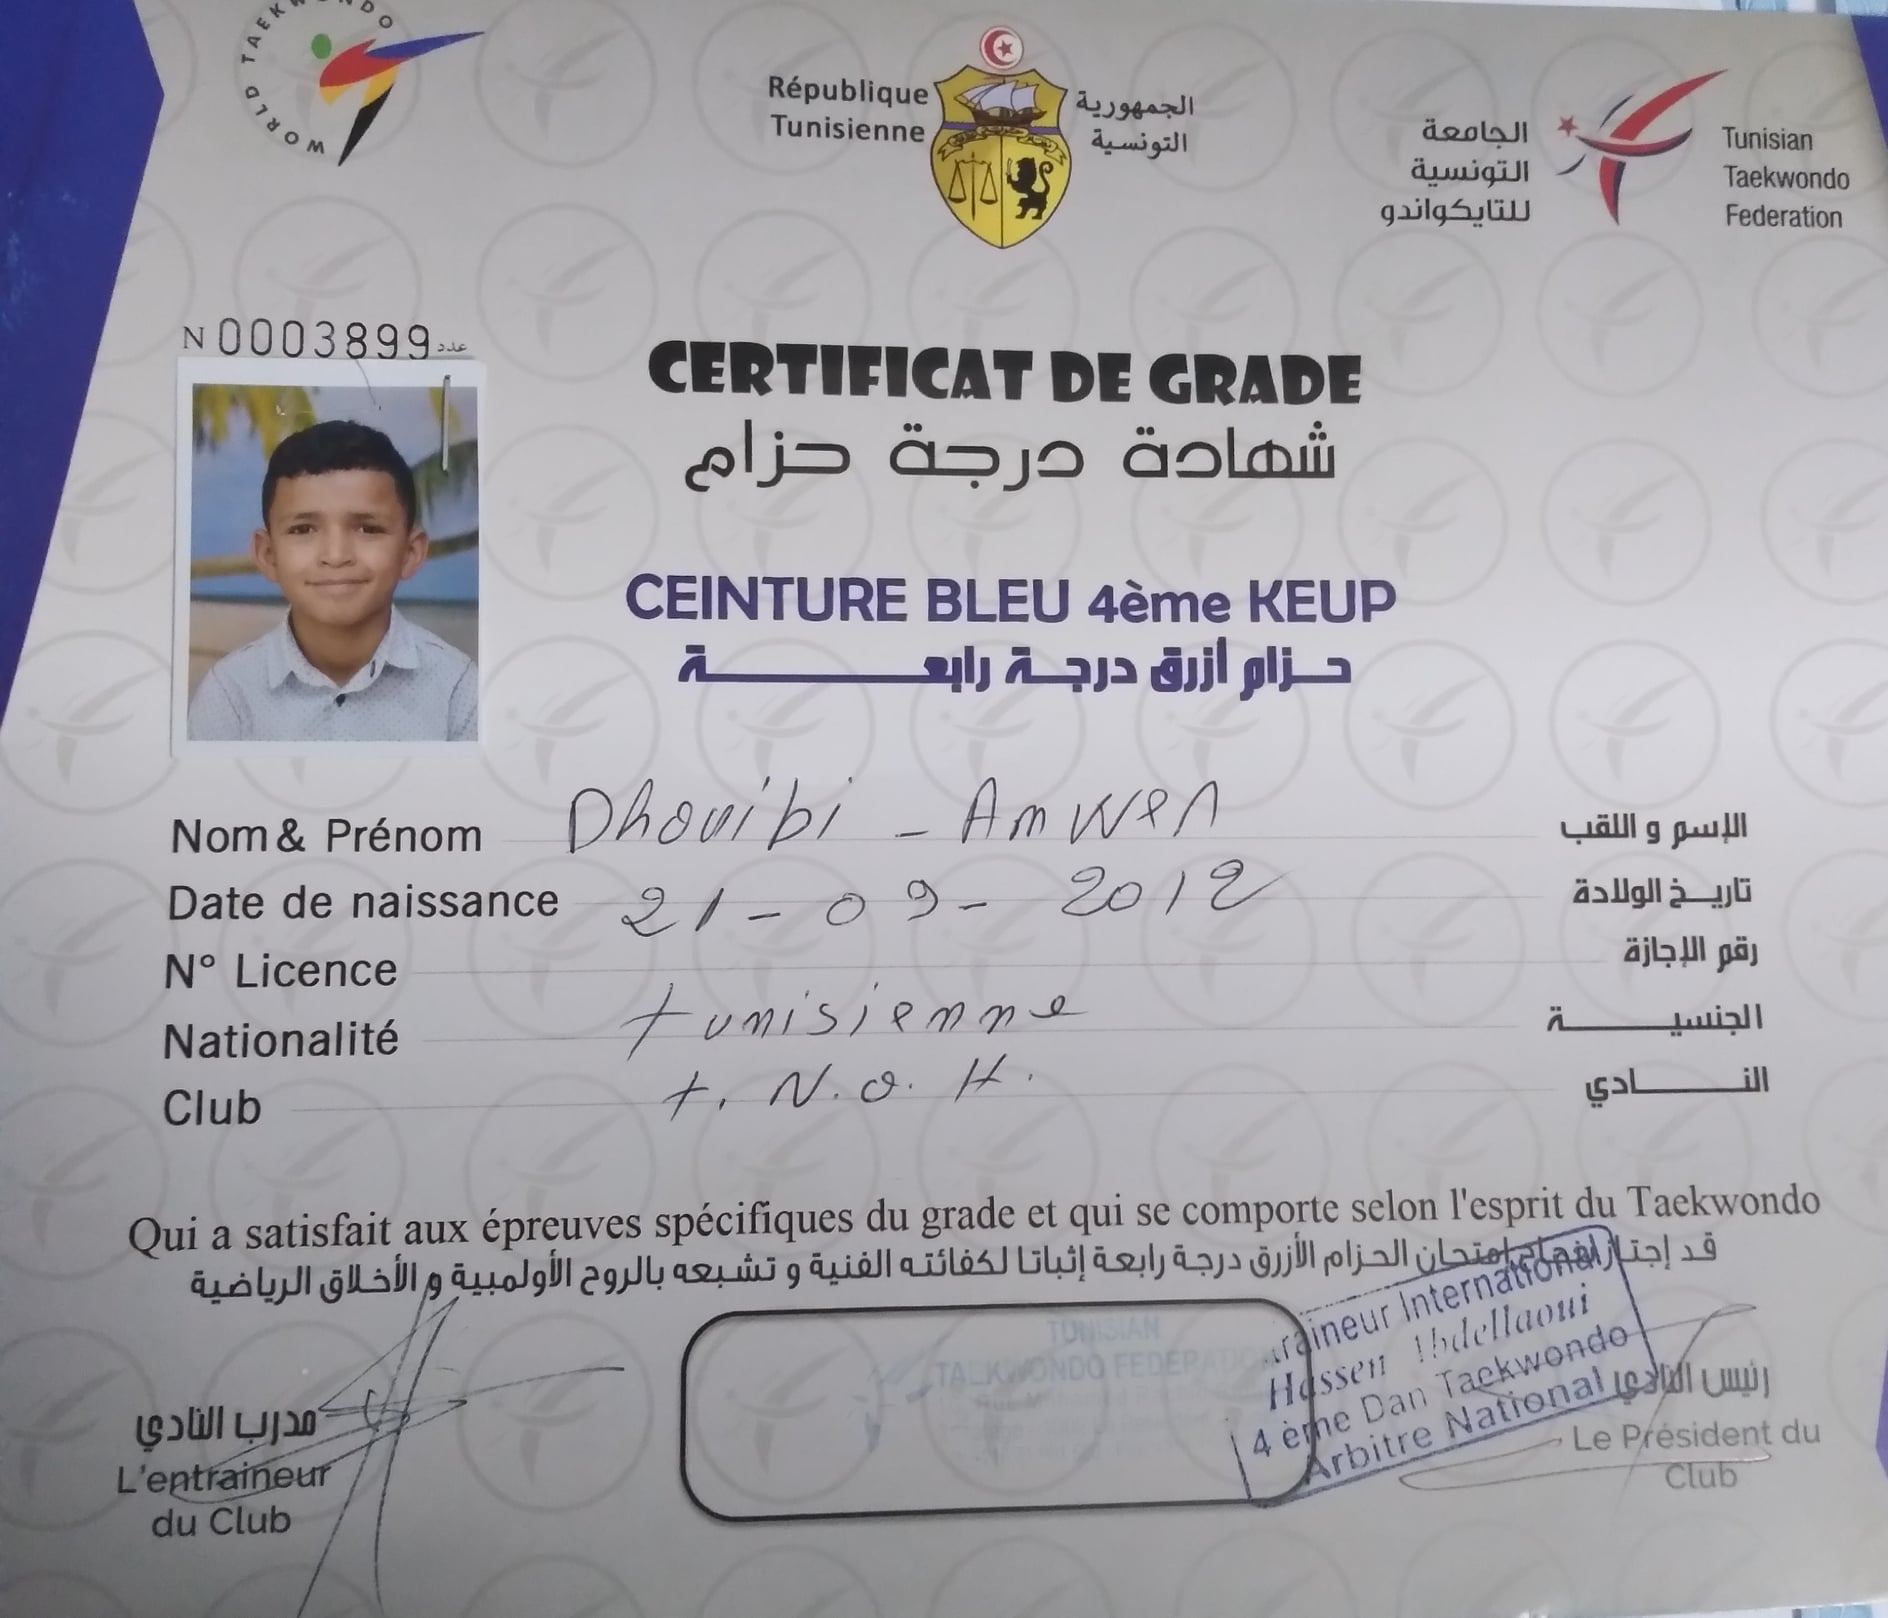 WORLD TAEKWONDO
République
Tunisienne
الجمهورية
التونسية
الجامعة
التونسية
للتايكواندو
Tunisian
Taekwondo
Federation
N 0003899 عدد
CERTIFICAT DE GRADE
شهادة درجة حزام
CEINTURE BLEU 4ème KEUP
حزام أزرق درجة رابعة
Nom & Prénom Dhouibi - Amwen الإسم و اللقب
Date de naissance 21-09-2012 تاريخ الولادة
N° Licence رقم الإجازة
Nationalité tunisienne الجنسية
Club t. N.O. H. النادي
Qui a satisfait aux épreuves spécifiques du grade et qui se comporte selon l'esprit du Taekwondo
قد إجتاز بنجاح إمتحان الحزام الأزرق درجة رابعة إثباتا لكفائته الفنية و تشبعه بالروح الأولمبية و الأخلاق الرياضية
TUNISIAN
TAEKWONDO FEDERATION
raineur International
Hassen Abdellaoui
4 ème Dan Taekwondo
Arbitre National
مدرب النادي
L'entraineur
du Club
رئيس النادي
Le Président du
Club